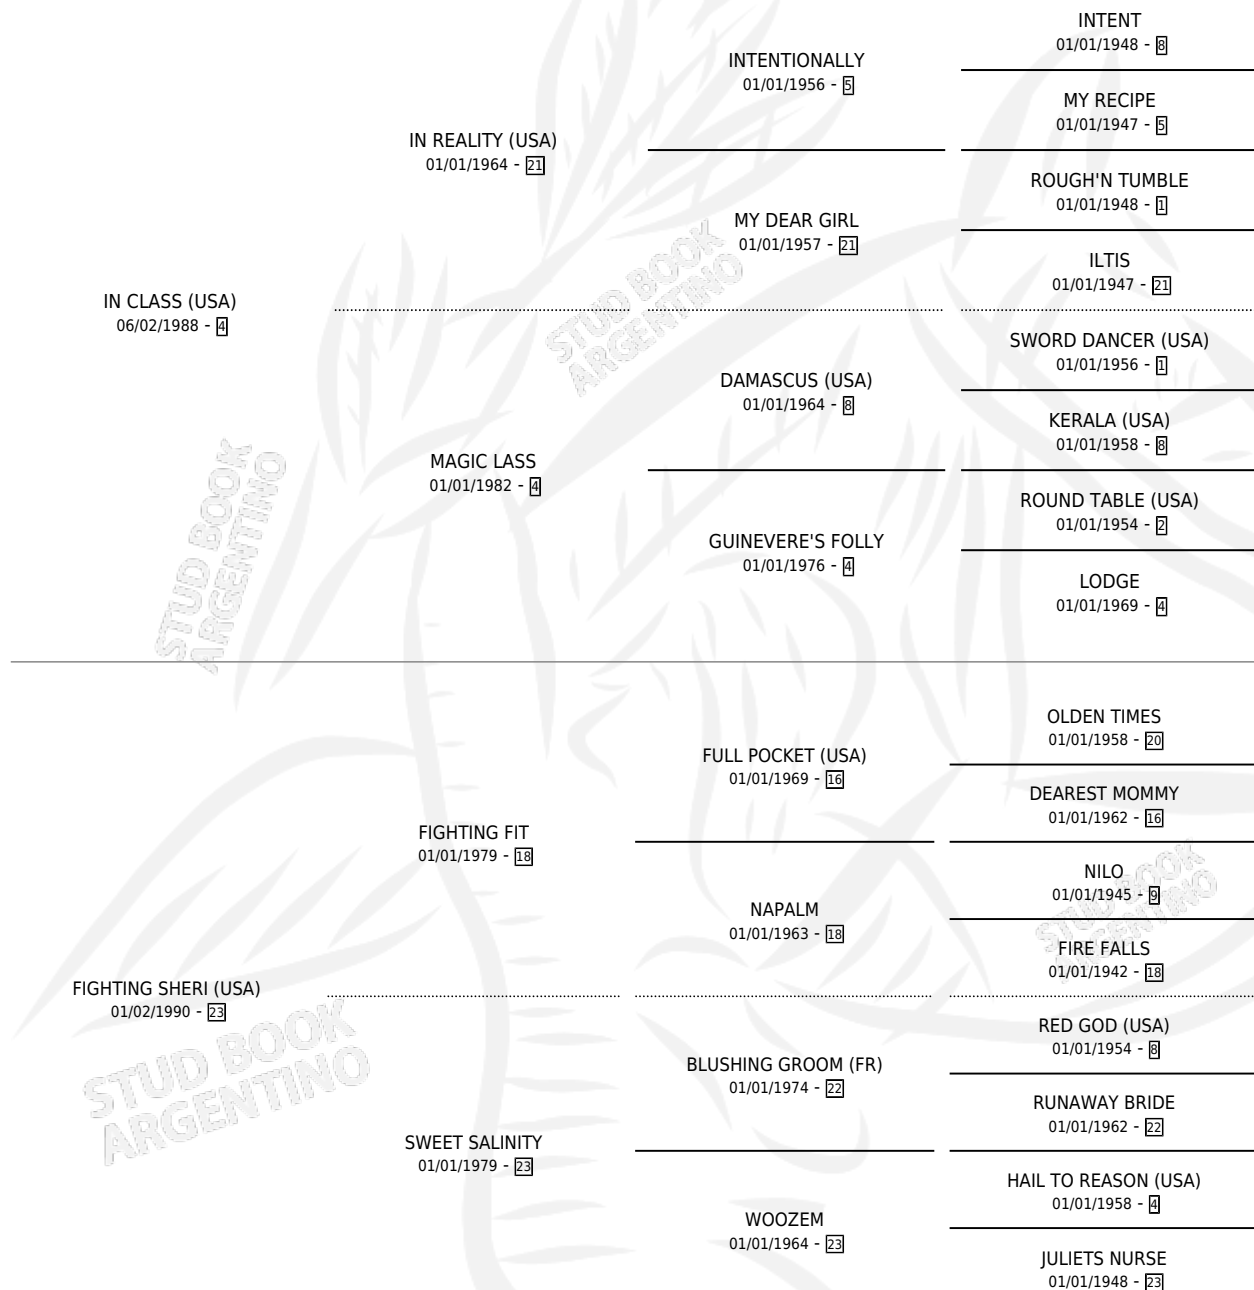 INTENT
01/01/1948 - 8
INTENTIONALLY
01/01/1956 - 5
MY RECIPE
01/01/1947 - 5
IN REALITY (USA)
01/01/1964 - 21
ROUGH'N TUMBLE
01/01/1948 - 1
MY DEAR GIRL
01/01/1957 - 21
ILTIS
01/01/1947 - 21
IN CLASS (USA)
06/02/1988 - 4
SWORD DANCER (USA)
01/01/1956 - 1
DAMASCUS (USA)
01/01/1964 - 8
KERALA (USA)
01/01/1958 - 8
MAGIC LASS
01/01/1982 - 4
ROUND TABLE (USA)
01/01/1954 - 2
GUINEVERE'S FOLLY
01/01/1976 - 4
LODGE
01/01/1969 - 4
OLDEN TIMES
01/01/1958 - 20
FULL POCKET (USA)
01/01/1969 - 16
DEAREST MOMMY
01/01/1962 - 16
FIGHTING FIT
01/01/1979 - 18
NILO
01/01/1945 - 9
NAPALM
01/01/1963 - 18
FIRE FALLS
01/01/1942 - 18
FIGHTING SHERI (USA)
01/02/1990 - 23
RED GOD (USA)
01/01/1954 - 8
BLUSHING GROOM (FR)
01/01/1974 - 22
RUNAWAY BRIDE
01/01/1962 - 22
SWEET SALINITY
01/01/1979 - 23
HAIL TO REASON (USA)
01/01/1958 - 4
WOOZEM
01/01/1964 - 23
JULIETS NURSE
01/01/1948 - 23
STUD BOOK
ARGENTINO
STUD BOOK
ARGENTINO
STUD BOOK
ARGENTINO
STUD BOOK
ARGENTINO